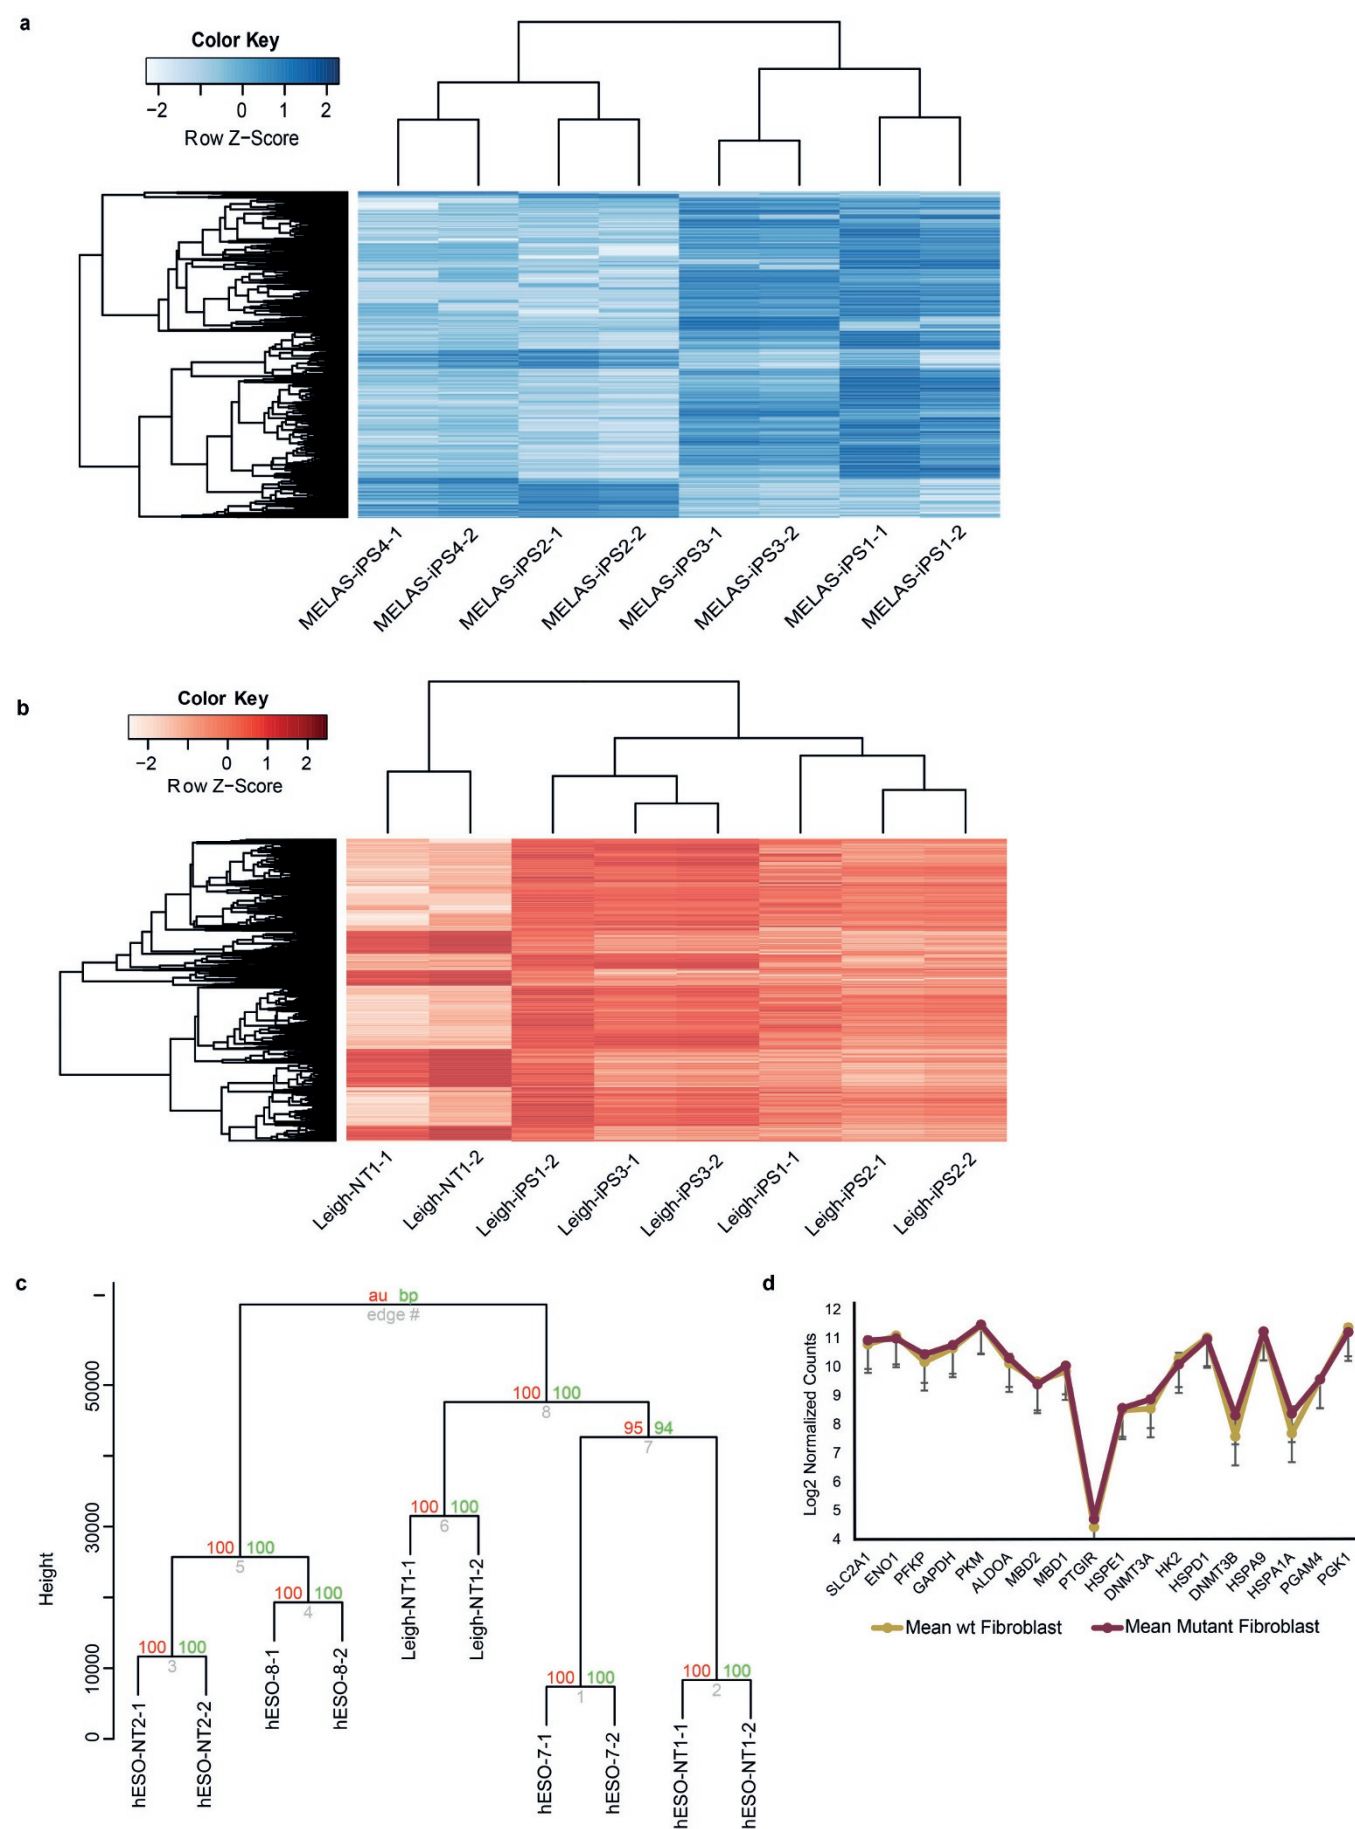 a
Color Key
−2 0 1 2
Row Z−Score
MELAS-iPS4-1
MELAS-iPS4-2
MELAS-iPS2-1
MELAS-iPS2-2
MELAS-iPS3-1
MELAS-iPS3-2
MELAS-iPS1-1
MELAS-iPS1-2
b
Color Key
−2 0 1 2
Row Z−Score
Leigh-NT1-1
Leigh-NT1-2
Leigh-iPS1-2
Leigh-iPS3-1
Leigh-iPS3-2
Leigh-iPS1-1
Leigh-iPS2-1
Leigh-iPS2-2
c
Height
0
10000
30000
50000
au bp
edge #
100 100
8
95 94
7
100 100
6
100 100
5
100 100
4
100 100
3
100 100
1
100 100
2
hESO-NT2-1
hESO-NT2-2
hESO-8-1
hESO-8-2
Leigh-NT1-1
Leigh-NT1-2
hESO-7-1
hESO-7-2
hESO-NT1-1
hESO-NT1-2
d
Log2 Normalized Counts
12
11
10
9
8
7
6
5
4
SLC2A1
ENO1
PFKP
GAPDH
PKM
ALDOA
MBD2
MBD1
PTGIR
HSPE1
DNMT3A
HK2
HSPD1
DNMT3B
HSPA9
HSPA1A
PGAM4
PGK1
Mean wt Fibroblast
Mean Mutant Fibroblast